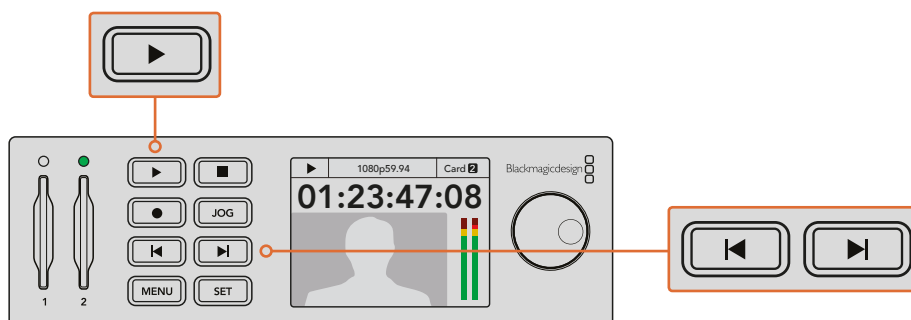 1080p59.94
Card 2
Blackmagicdesign
01:23:47:08
JOG
MENU
SET
1
2